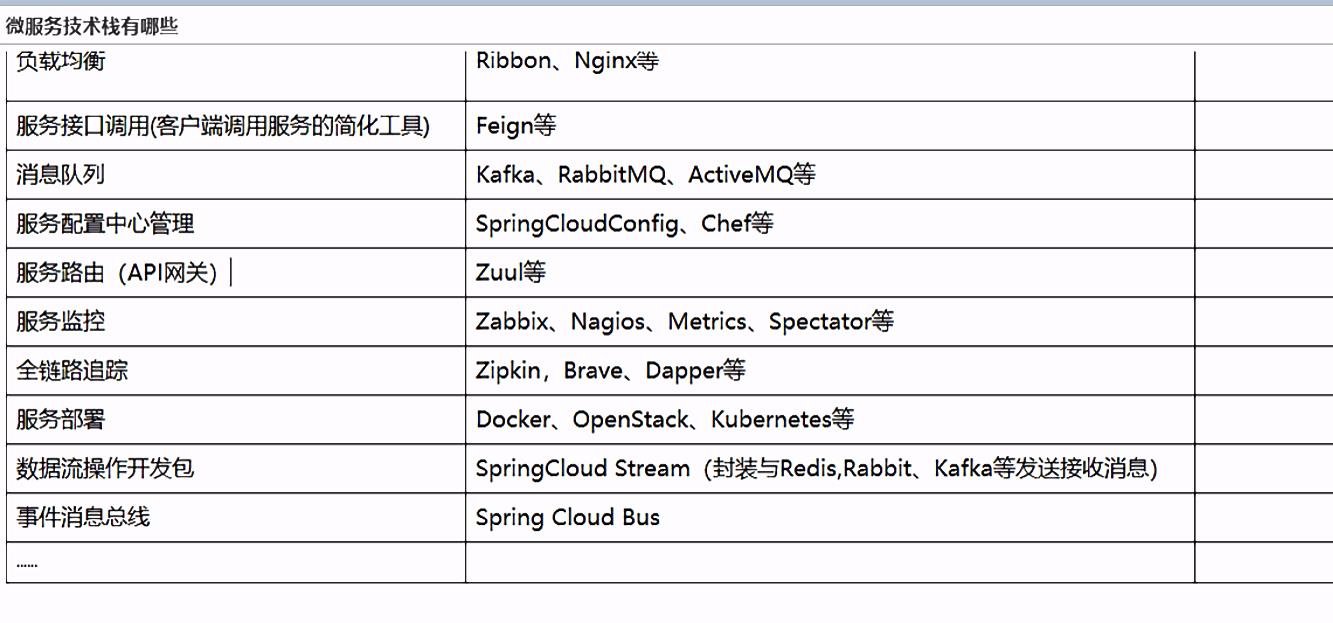 微服务技术栈有哪些
负载均衡 Ribbon、Nginx等
服务接口调用(客户端调用服务的简化工具) Feign等
消息队列 Kafka、RabbitMQ、ActiveMQ等
服务配置中心管理 SpringCloudConfig、Chef等
服务路由（API网关） Zuul等
服务监控 Zabbix、Nagios、Metrics、Spectator等
全链路追踪 Zipkin，Brave、Dapper等
服务部署 Docker、OpenStack、Kubernetes等
数据流操作开发包 SpringCloud Stream（封装与Redis,Rabbit、Kafka等发送接收消息）
事件消息总线 Spring Cloud Bus
......